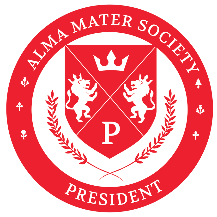 ALMA MATER SOCIETY
P
PRESIDENT